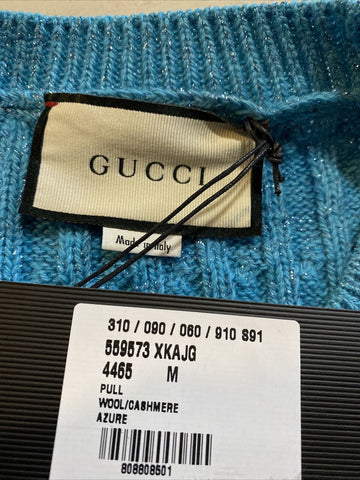 GUCCI
Made in Italy
310 / 090 / 060 / 910 S91
559573 XKAJG
4465 M
PULL
WOOL/CASHMERE
AZURE
808808501